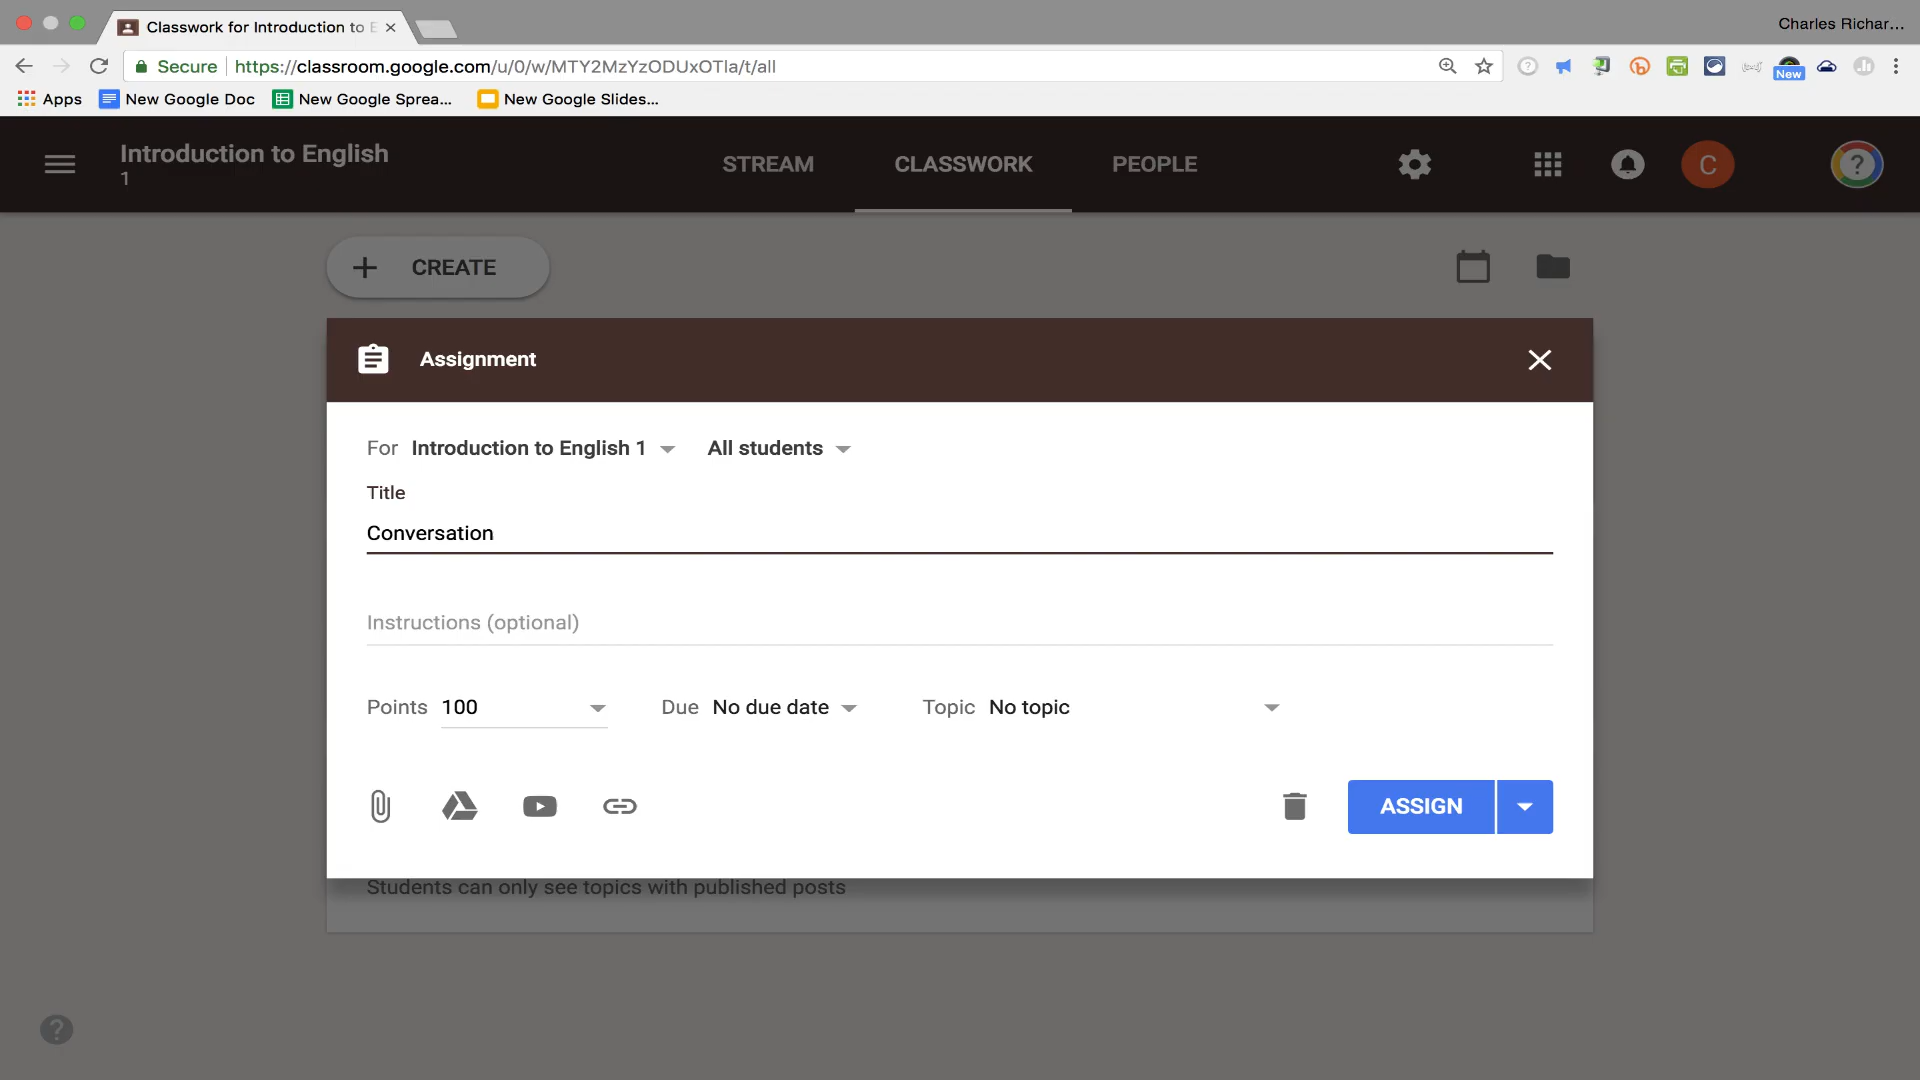 Classwork for Introduction to E
Charles Richar...
Secure
https://classroom.google.com/u/0/w/MTY2MzYzODUxOTIa/t/all
New
Apps
New Google Doc
New Google Sprea...
New Google Slides...
Introduction to English
1
STREAM
CLASSWORK
PEOPLE
C
?
CREATE
Assignment
For Introduction to English 1
All students
Title
Conversation
Instructions (optional)
Points 100
Due No due date
Topic No topic
ASSIGN
Students can only see topics with published posts
?